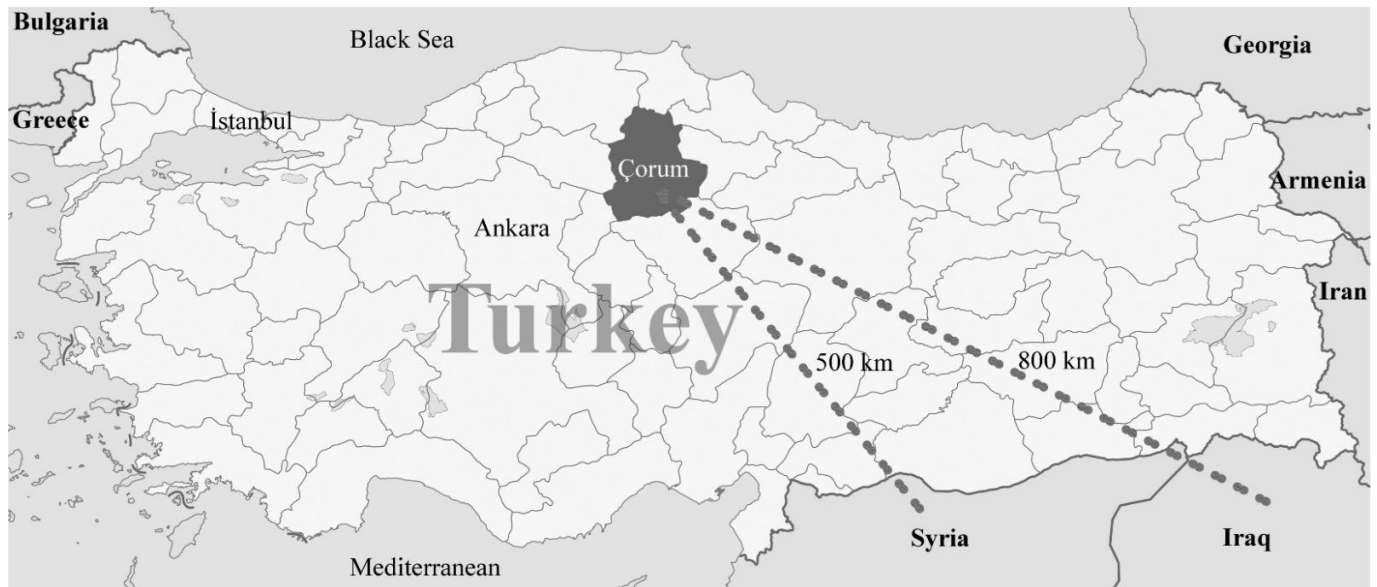 Bulgaria
Black Sea
Georgia
Greece
İstanbul
Çorum
Armenia
Ankara
Turkey
Iran
500 km
800 km
Syria
Iraq
Mediterranean